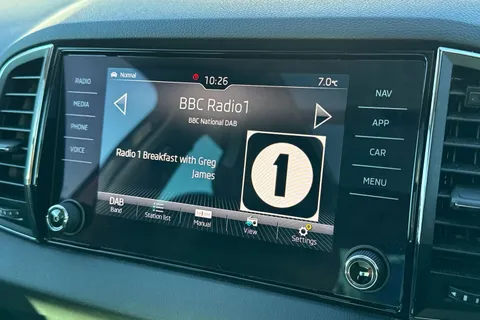 RADIO
MEDIA
PHONE
VOICE
Normal
10:26
7.0°C
BBC Radio1
BBC National DAB
Radio 1 Breakfast with Greg
James
1
DAB
Band
Station list
Manual
View
Settings
NAV
APP
CAR
MENU